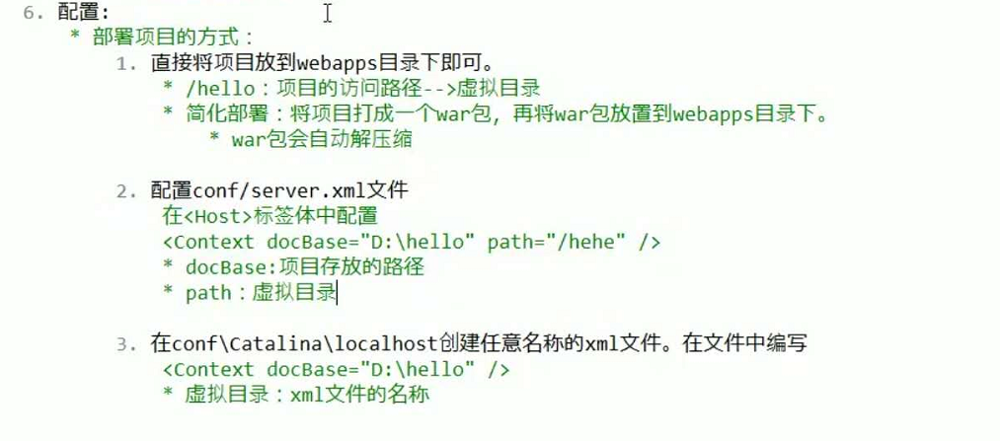 6. 配置:
* 部署项目的方式：
1. 直接将项目放到webapps目录下即可。
* /hello：项目的访问路径-->虚拟目录
* 简化部署：将项目打成一个war包，再将war包放置到webapps目录下。
* war包会自动解压缩
2. 配置conf/server.xml文件
在<Host>标签体中配置
<Context docBase="D:\hello" path="/hehe" />
* docBase:项目存放的路径
* path：虚拟目录
3. 在conf\Catalina\localhost创建任意名称的xml文件。在文件中编写
<Context docBase="D:\hello" />
* 虚拟目录：xml文件的名称